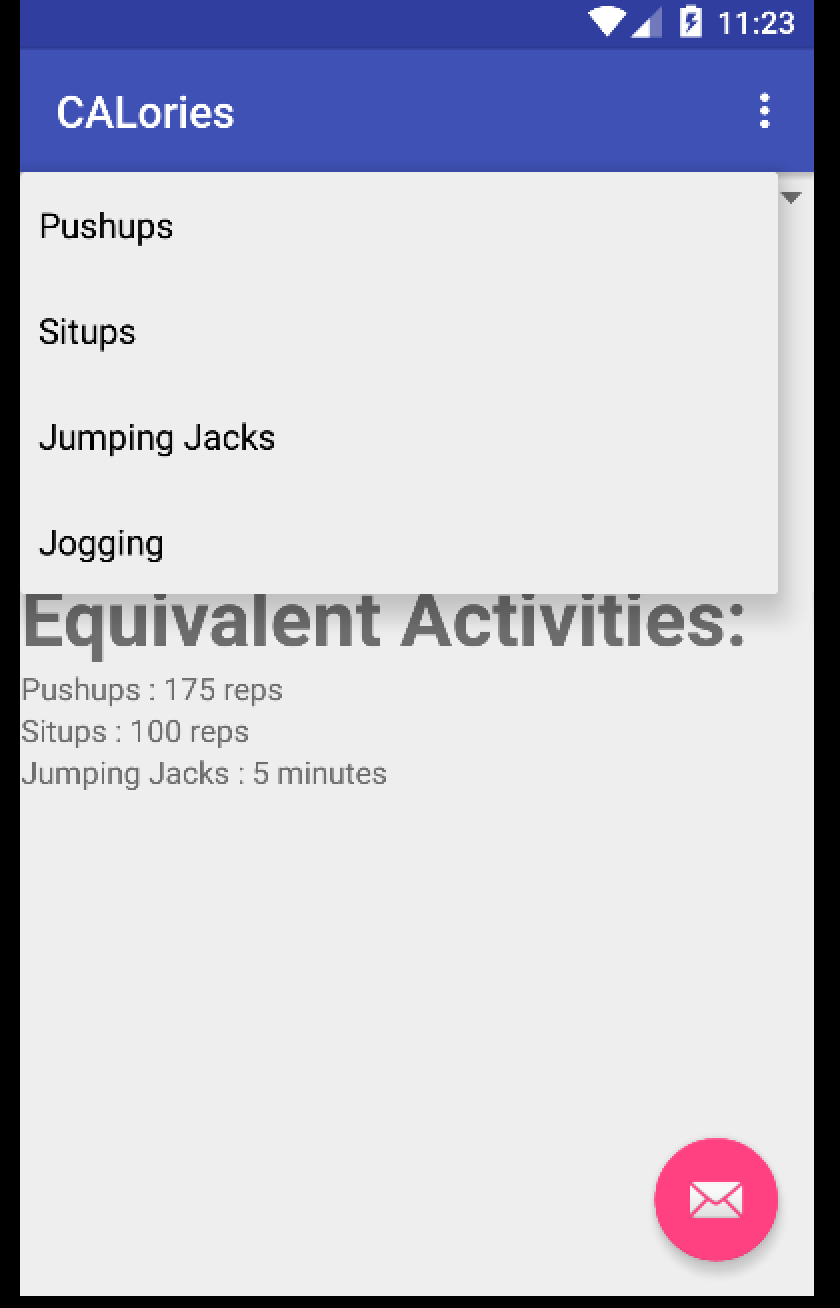 11:23
CALories
Pushups
Situps
Jumping Jacks
Jogging
Equivalent Activities:
Pushups : 175 reps
Situps : 100 reps
Jumping Jacks : 5 minutes